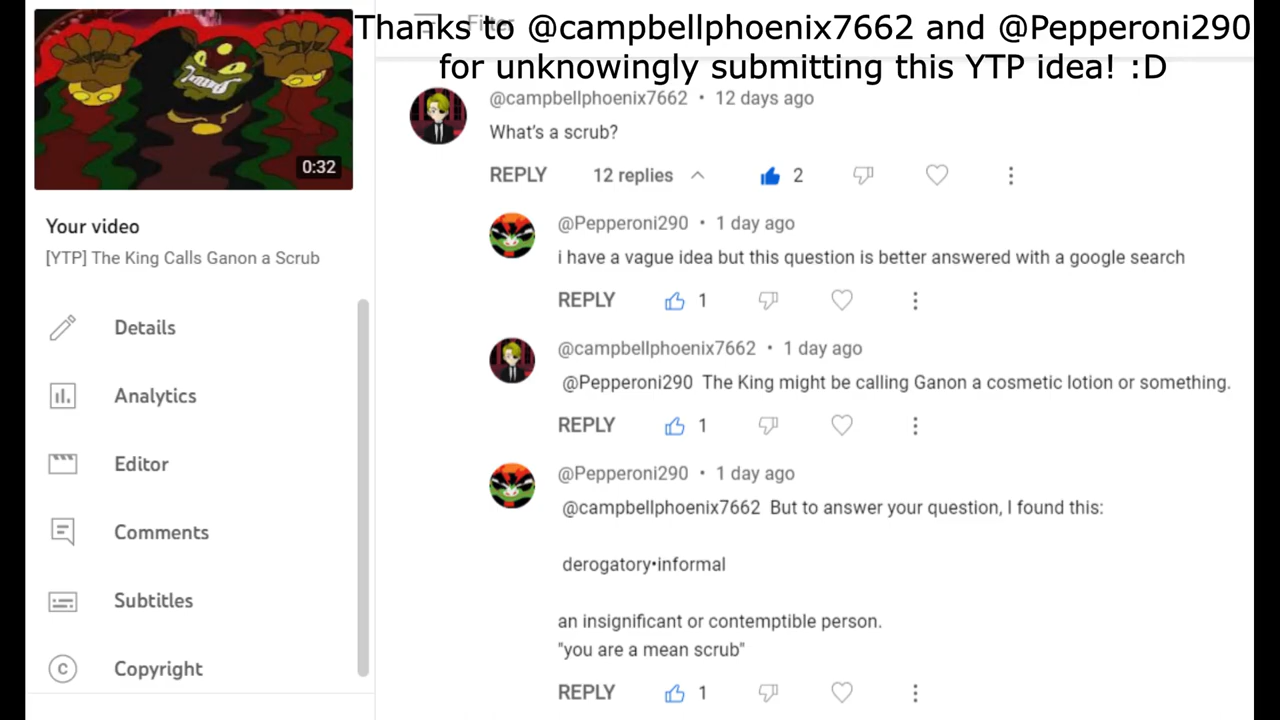 Thanks to @campbellphoenix7662 and @Pepperoni290
for unknowingly submitting this YTP idea! :D
Filter
0:32
Your video
[YTP] The King Calls Ganon a Scrub
Details
Analytics
Editor
Comments
Subtitles
Copyright
@campbellphoenix7662 • 12 days ago
What's a scrub?
REPLY 12 replies 2
@Pepperoni290 • 1 day ago
i have a vague idea but this question is better answered with a google search
REPLY 1
@campbellphoenix7662 • 1 day ago
@Pepperoni290 The King might be calling Ganon a cosmetic lotion or something.
REPLY 1
@Pepperoni290 • 1 day ago
@campbellphoenix7662 But to answer your question, I found this:
derogatory•informal
an insignificant or contemptible person.
"you are a mean scrub"
REPLY 1